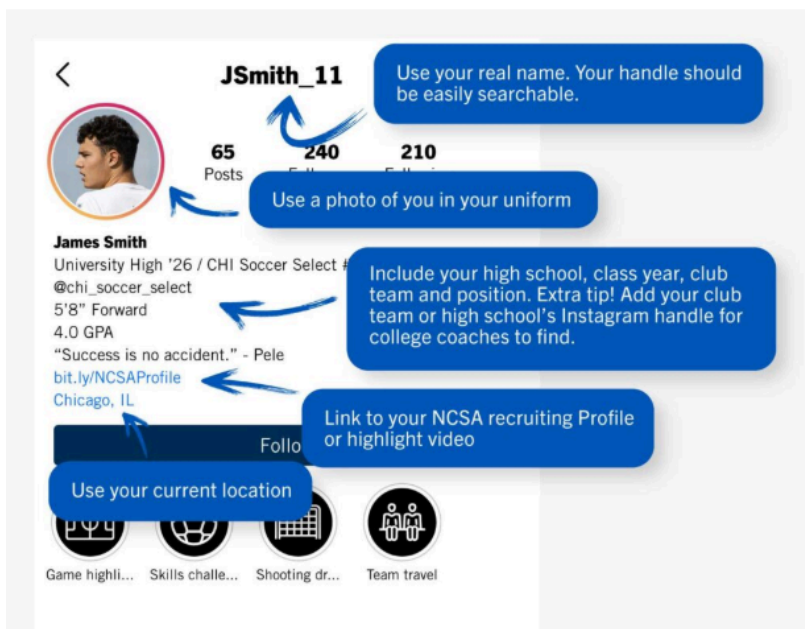 JSmith_11
Use your real name. Your handle should
be easily searchable.
65
240
210
Posts
Use a photo of you in your uniform
James Smith
University High '26 / CHI Soccer Select #
@chi_soccer_select
5'8" Forward
4.0 GPA
"Success is no accident." - Pele
bit.ly/NCSAProfile
Chicago, IL
Include your high school, class year, club
team and position. Extra tip! Add your club
team or high school's Instagram handle for
college coaches to find.
Link to your NCSA recruiting Profile
or highlight video
Follo
Use your current location
Game highli...
Skills challe...
Shooting dr...
Team travel